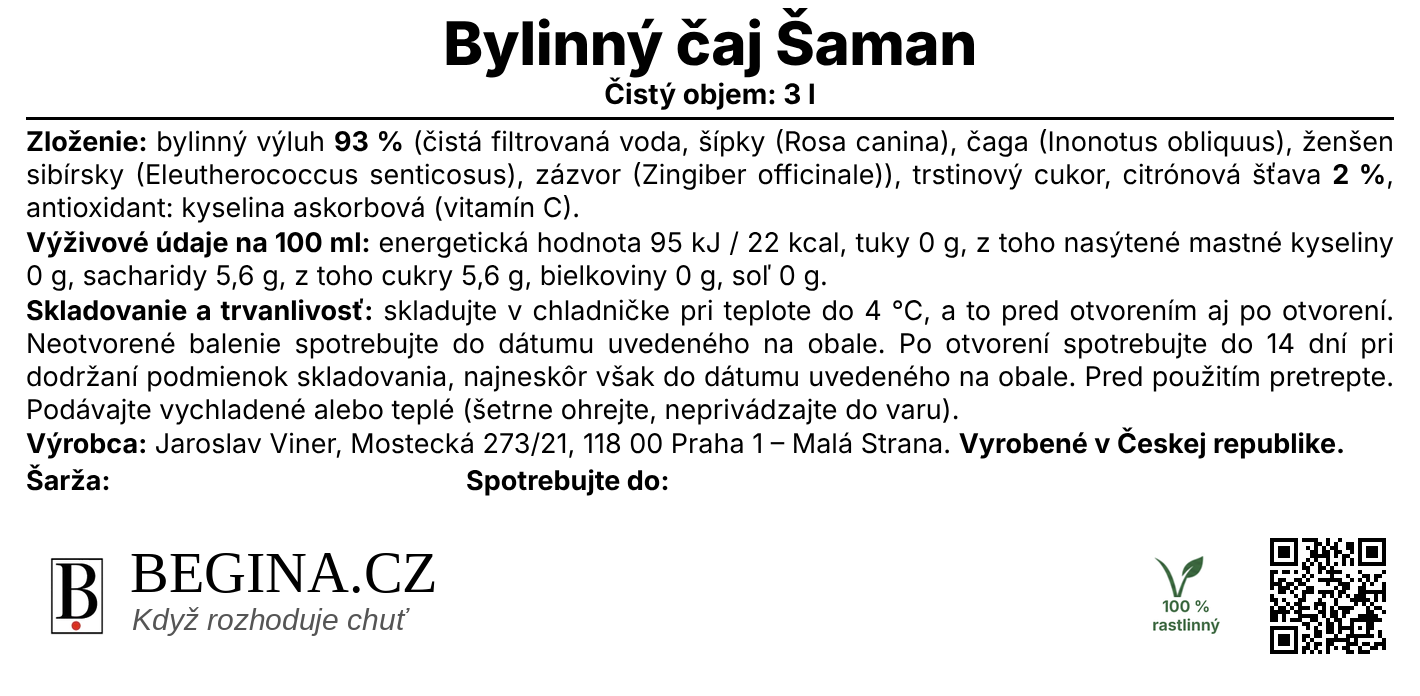 Bylinný čaj Šaman
Čistý objem: 3 l
Zloženie: bylinný výluh 93 % (čistá filtrovaná voda, šípky (Rosa canina), čaga (Inonotus obliquus), ženšen
sibírsky (Eleutherococcus senticosus), zázvor (Zingiber officinale)), trstinový cukor, citrónová šťava 2 %,
antioxidant: kyselina askorbová (vitamín C).
Výživové údaje na 100 ml: energetická hodnota 95 kJ / 22 kcal, tuky 0 g, z toho nasýtené mastné kyseliny
0 g, sacharidy 5,6 g, z toho cukry 5,6 g, bielkoviny 0 g, soľ 0 g.
Skladovanie a trvanlivosť: skladujte v chladničke pri teplote do 4 °C, a to pred otvorením aj po otvorení.
Neotvorené balenie spotrebujte do dátumu uvedeného na obale. Po otvorení spotrebujte do 14 dní pri
dodržaní podmienok skladovania, najneskôr však do dátumu uvedeného na obale. Pred použitím pretrepte.
Podávajte vychladené alebo teplé (šetrne ohrejte, neprivádzajte do varu).
Výrobca: Jaroslav Viner, Mostecká 273/21, 118 00 Praha 1 – Malá Strana. Vyrobené v Českej republike.
Šarža: Spotrebujte do:
B BEGINA.CZ
Když rozhoduje chuť
100 %
rastlinný